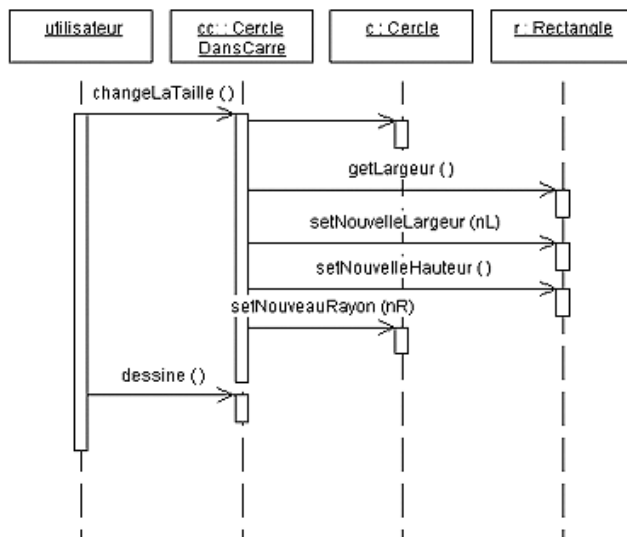 utilisateur
cc: : Cercle
DansCarre
c : Cercle
r : Rectangle
changeLaTaille ( )
getLargeur ( )
setNouvelleLargeur (nL)
setNouvelleHauteur ( )
setNouveauRayon (nR)
dessine ( )